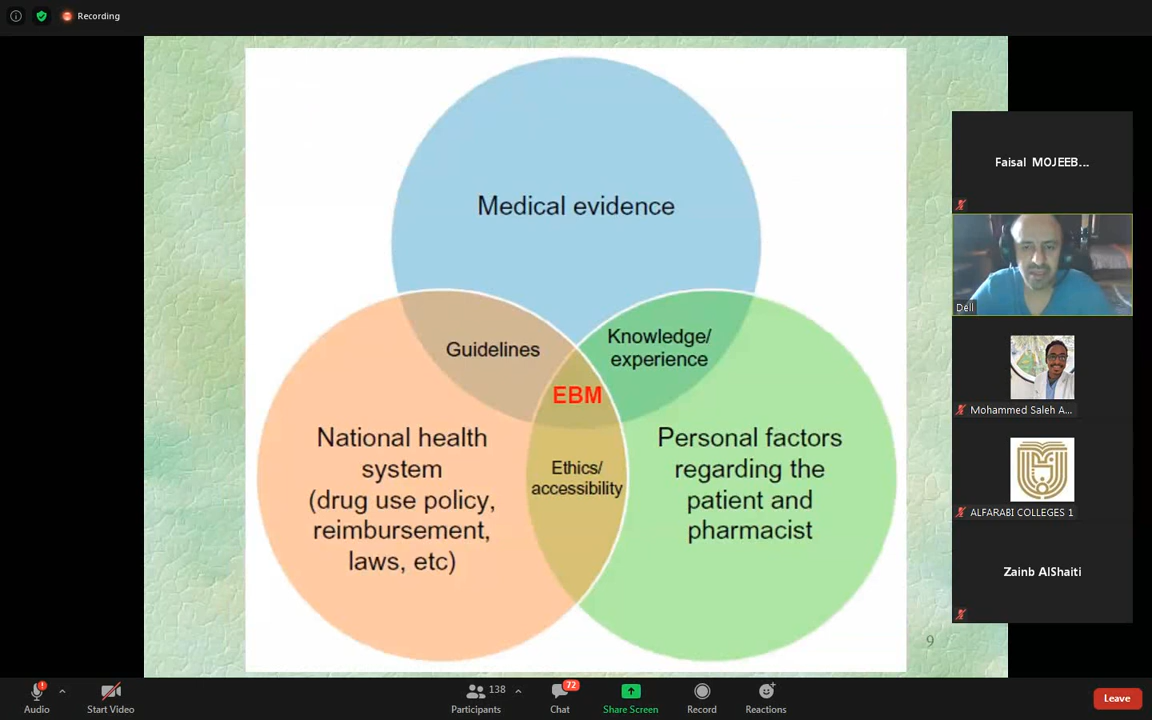 Recording
Medical evidence
Guidelines
Knowledge/
experience
EBM
National health
system
(drug use policy,
reimbursement,
laws, etc)
Ethics/
accessibility
Personal factors
regarding the
patient and
pharmacist
9
Faisal MOJEEB...
Dell
Mohammed Saleh A...
ALFARABI COLLEGES 1
Zainb AlShaiti
Audio
Start Video
138
Participants
72
Chat
Share Screen
Record
Reactions
Leave